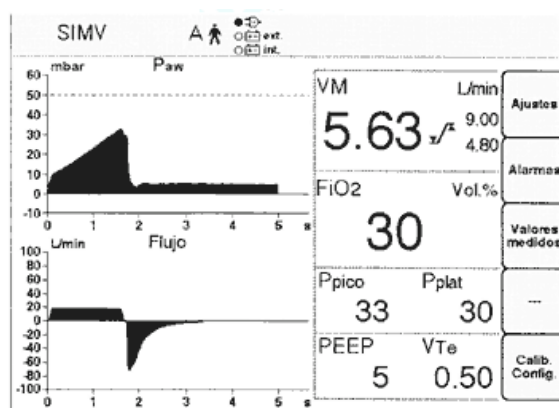 SIMV
A
ext.
int.
mbar
Paw
60
50
40
30
20
10
0
-10
0 1 2 3 4 5 s
L/min
Flujo
100
80
60
40
20
0
-20
-40
-60
-80
-100
0 1 2 3 4 5 s
VM L/min
5.63
9.00
4.80
FiO2 Vol.%
30
Ppico Pplat
33 30
PEEP VTe
5 0.50
Ajustes
Alarmas
Valores
medidos
---
Calib.
Config.